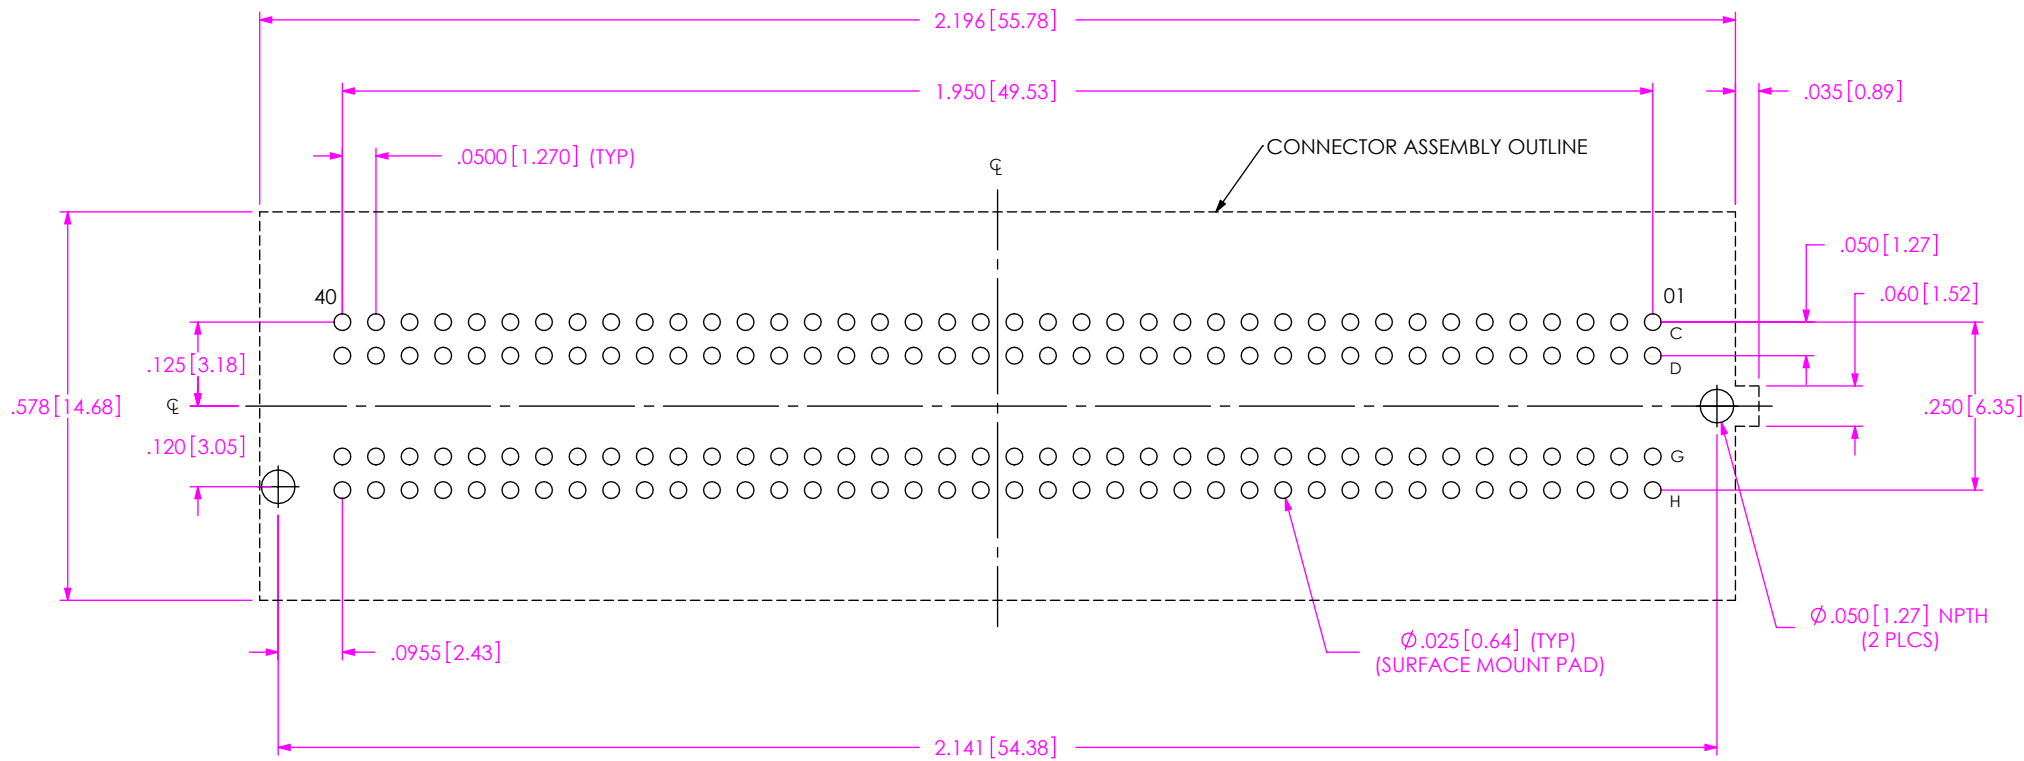 2.196[55.78]
1.950[49.53]
.035[0.89]
.0500[1.270] (TYP)
CONNECTOR ASSEMBLY OUTLINE
℄
.050[1.27]
40
01
.060[1.52]
C
.125[3.18]
D
.578[14.68]
℄
.250[6.35]
.120[3.05]
G
H
Ø.050[1.27] NPTH
(2 PLCS)
.0955[2.43]
Ø.025[0.64] (TYP)
(SURFACE MOUNT PAD)
2.141[54.38]